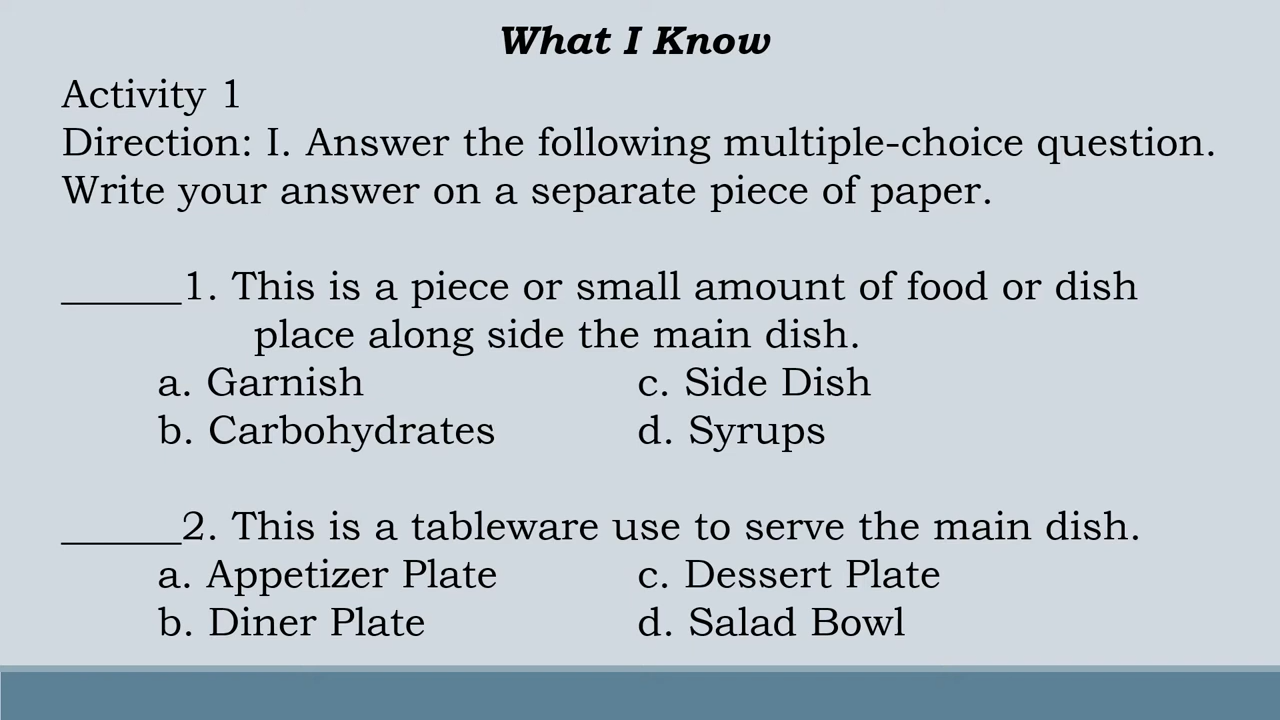 What I Know
Activity 1
Direction: I. Answer the following multiple-choice question.
Write your answer on a separate piece of paper.
______1. This is a piece or small amount of food or dish
place along side the main dish.
a. Garnish c. Side Dish
b. Carbohydrates d. Syrups
______2. This is a tableware use to serve the main dish.
a. Appetizer Plate c. Dessert Plate
b. Diner Plate d. Salad Bowl